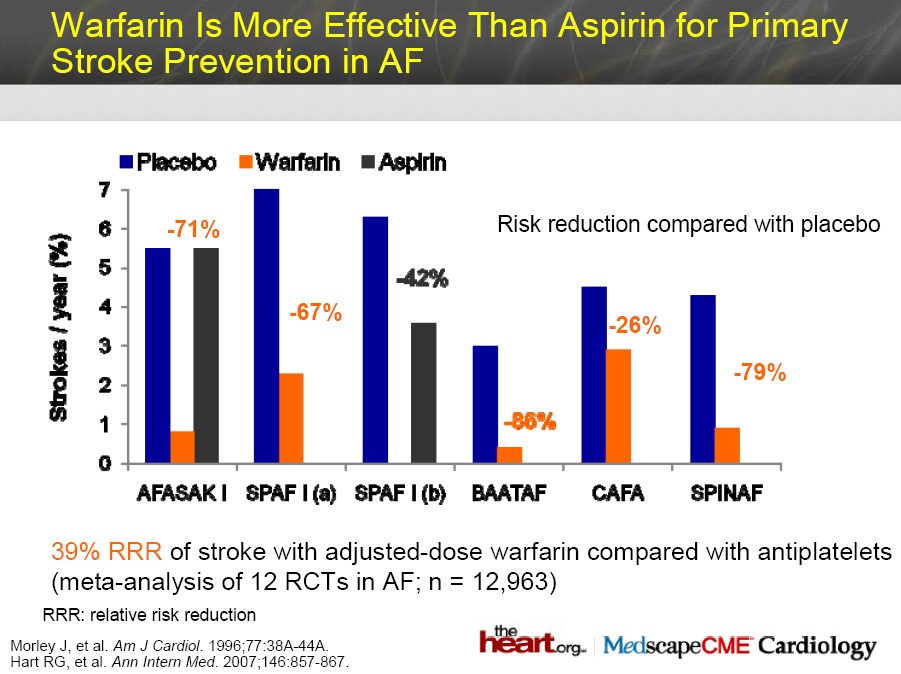 Warfarin Is More Effective Than Aspirin for Primary
Stroke Prevention in AF
Placebo Warfarin Aspirin
Risk reduction compared with placebo
Strokes / year (%)
7
6
5
4
3
2
1
0
-71%
-67%
-42%
-86%
-26%
-79%
AFASAK I SPAF I (a) SPAF I (b) BAATAF CAFA SPINAF
39% RRR of stroke with adjusted-dose warfarin compared with antiplatelets
(meta-analysis of 12 RCTs in AF; n = 12,963)
RRR: relative risk reduction
Morley J, et al. Am J Cardiol. 1996;77:38A-44A.
Hart RG, et al. Ann Intern Med. 2007;146:857-867.
the
heart.org
MedscapeCME Cardiology